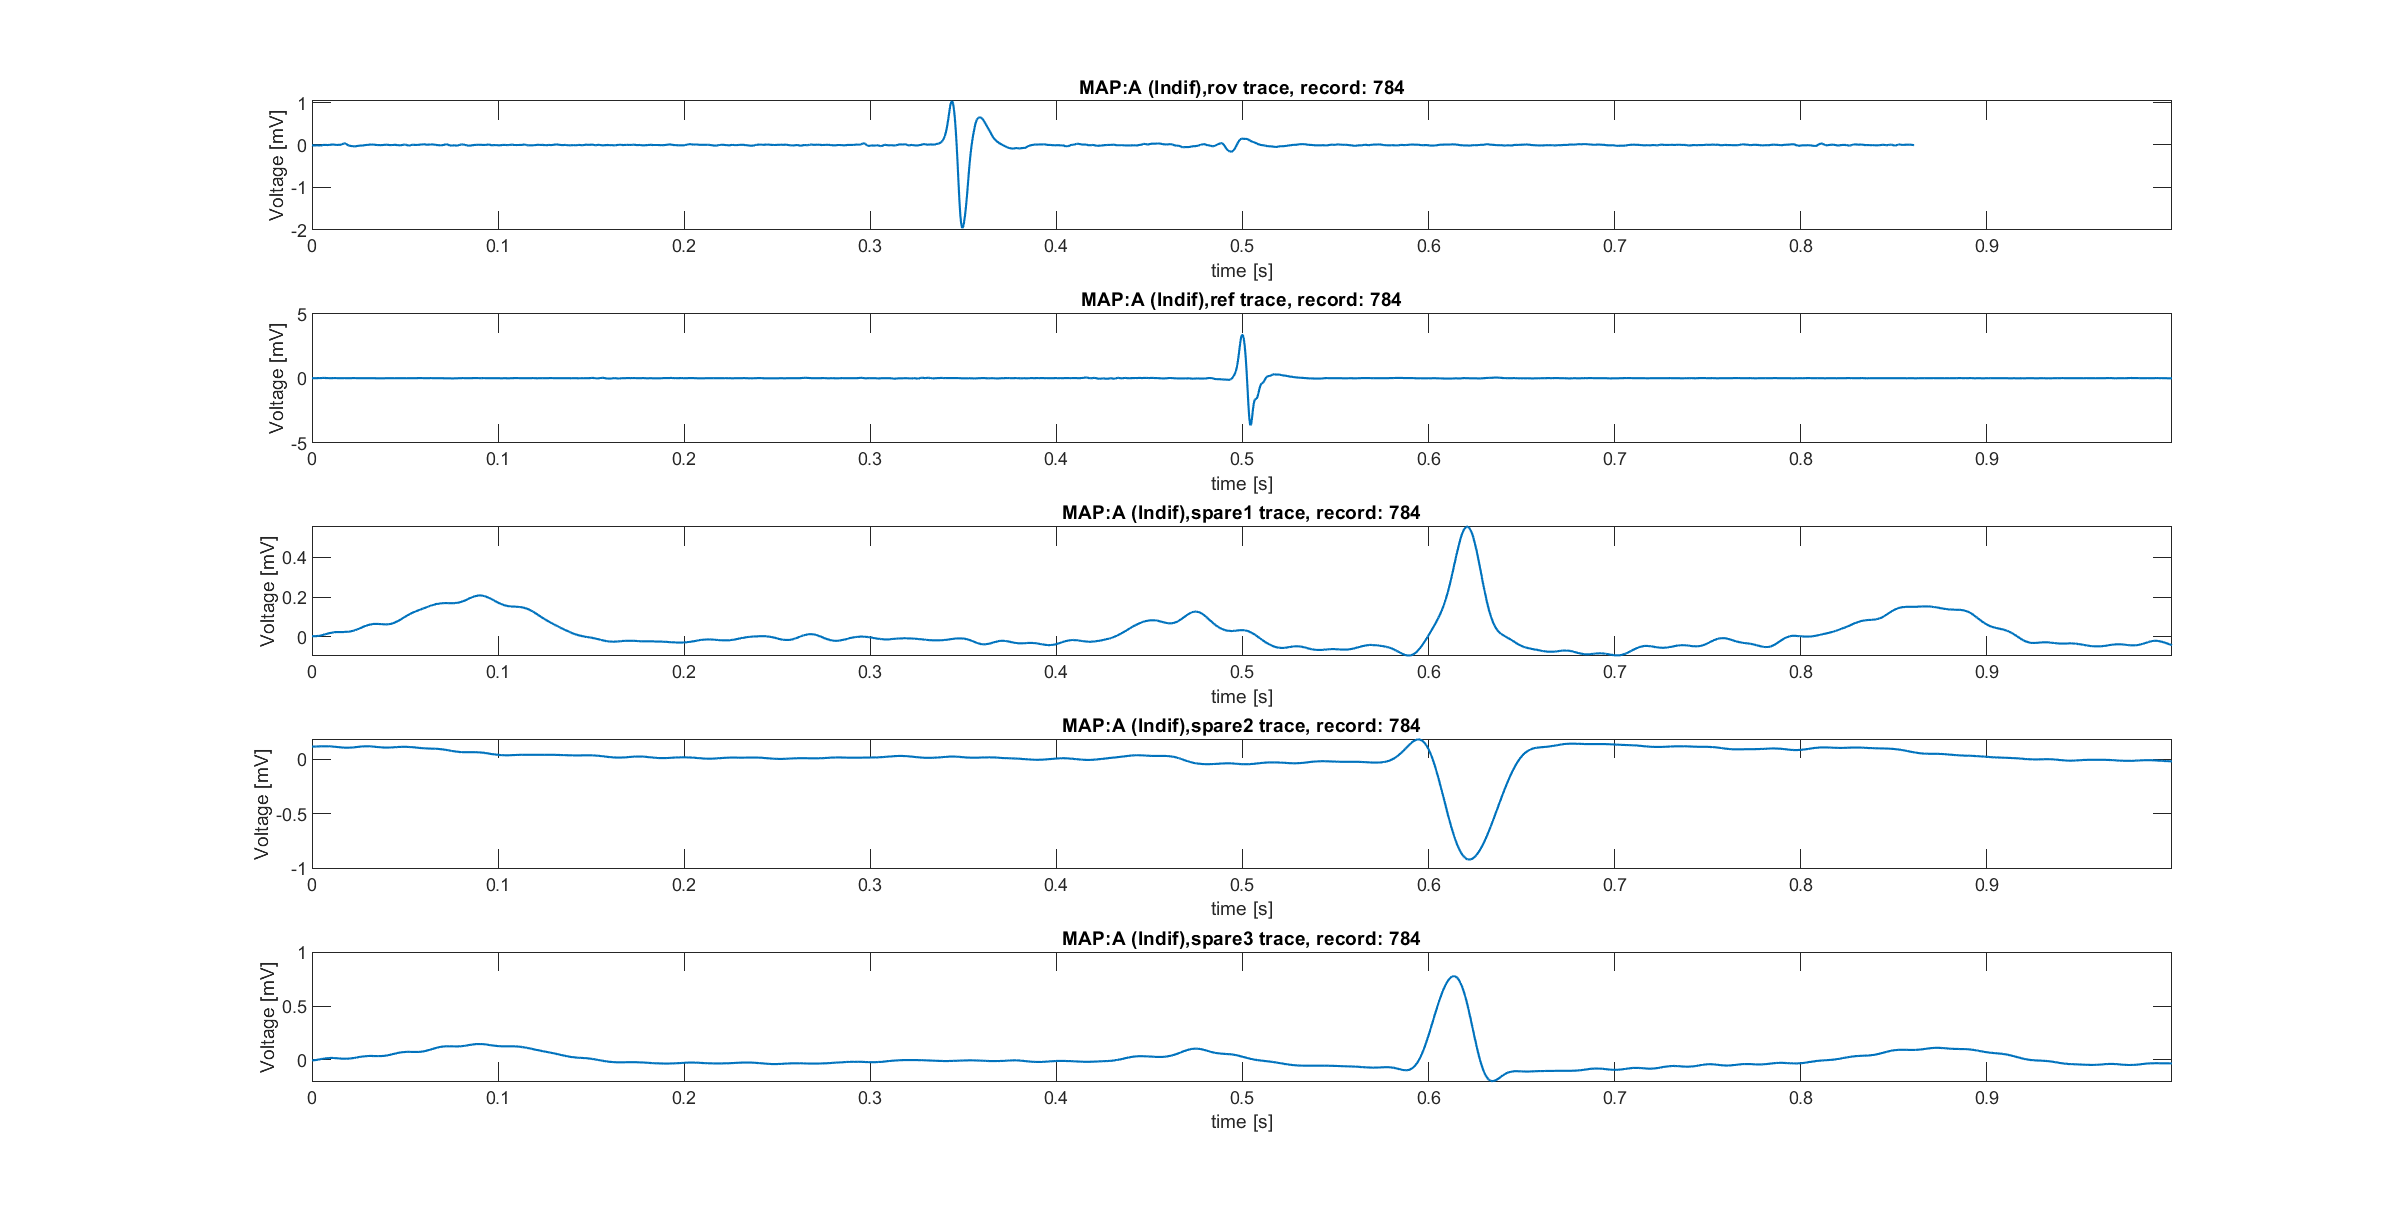 MAP:A (Indif),rov trace, record: 784
Voltage [mV]
1
0
-1
-2
0 0.1 0.2 0.3 0.4 0.5 0.6 0.7 0.8 0.9
time [s]
MAP:A (Indif),ref trace, record: 784
Voltage [mV]
5
0
-5
0 0.1 0.2 0.3 0.4 0.5 0.6 0.7 0.8 0.9
time [s]
MAP:A (Indif),spare1 trace, record: 784
Voltage [mV]
0.4
0.2
0
0 0.1 0.2 0.3 0.4 0.5 0.6 0.7 0.8 0.9
time [s]
MAP:A (Indif),spare2 trace, record: 784
Voltage [mV]
0
-0.5
-1
0 0.1 0.2 0.3 0.4 0.5 0.6 0.7 0.8 0.9
time [s]
MAP:A (Indif),spare3 trace, record: 784
Voltage [mV]
1
0.5
0
0 0.1 0.2 0.3 0.4 0.5 0.6 0.7 0.8 0.9
time [s]